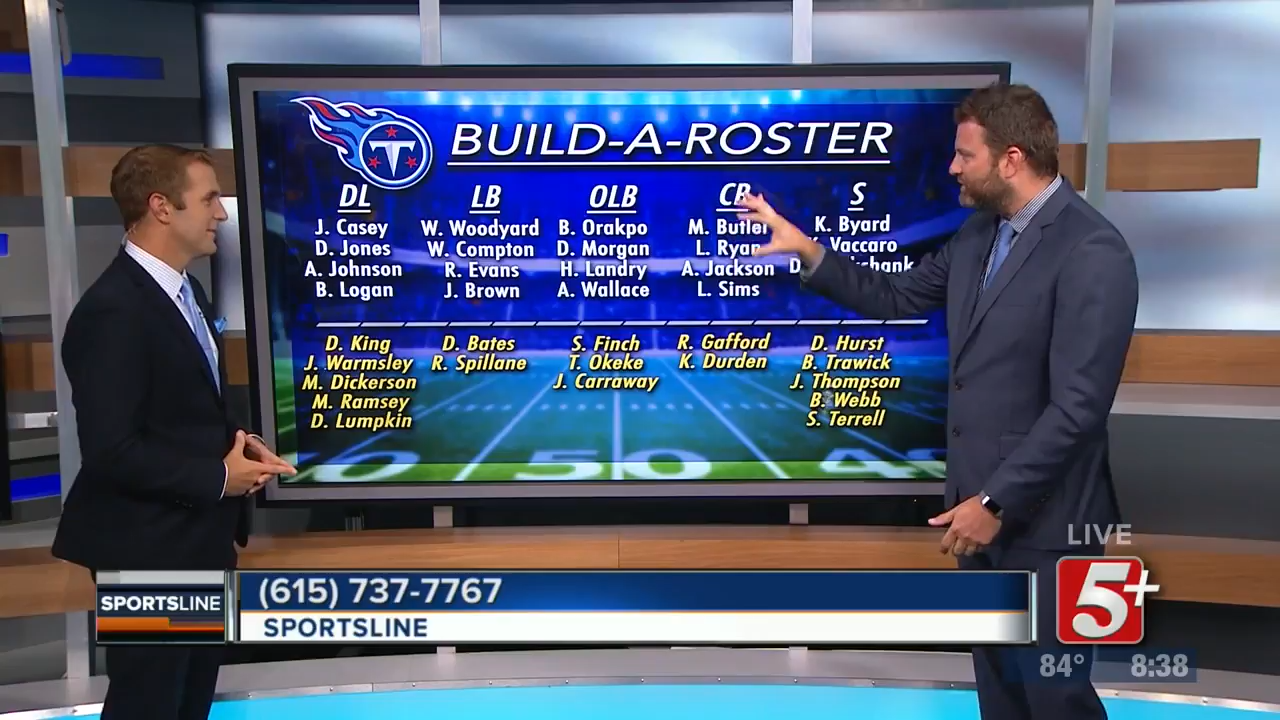 BUILD-A-ROSTER
DL LB OLB CB S
J. Casey W. Woodyard B. Orakpo M. Butler K. Byard
D. Jones W. Compton D. Morgan L. Ryan Vaccaro
A. Johnson R. Evans H. Landry A. Jackson
B. Logan J. Brown A. Wallace L. Sims
D. King D. Bates S. Finch R. Gafford D. Hurst
J. Warmsley R. Spillane T. Okeke K. Durden B. Trawick
M. Dickerson J. Carraway J. Thompson
M. Ramsey B. Webb
D. Lumpkin S. Terrell
LIVE
SPORTSLINE (615) 737-7767
SPORTSLINE
5+
84° 8:38